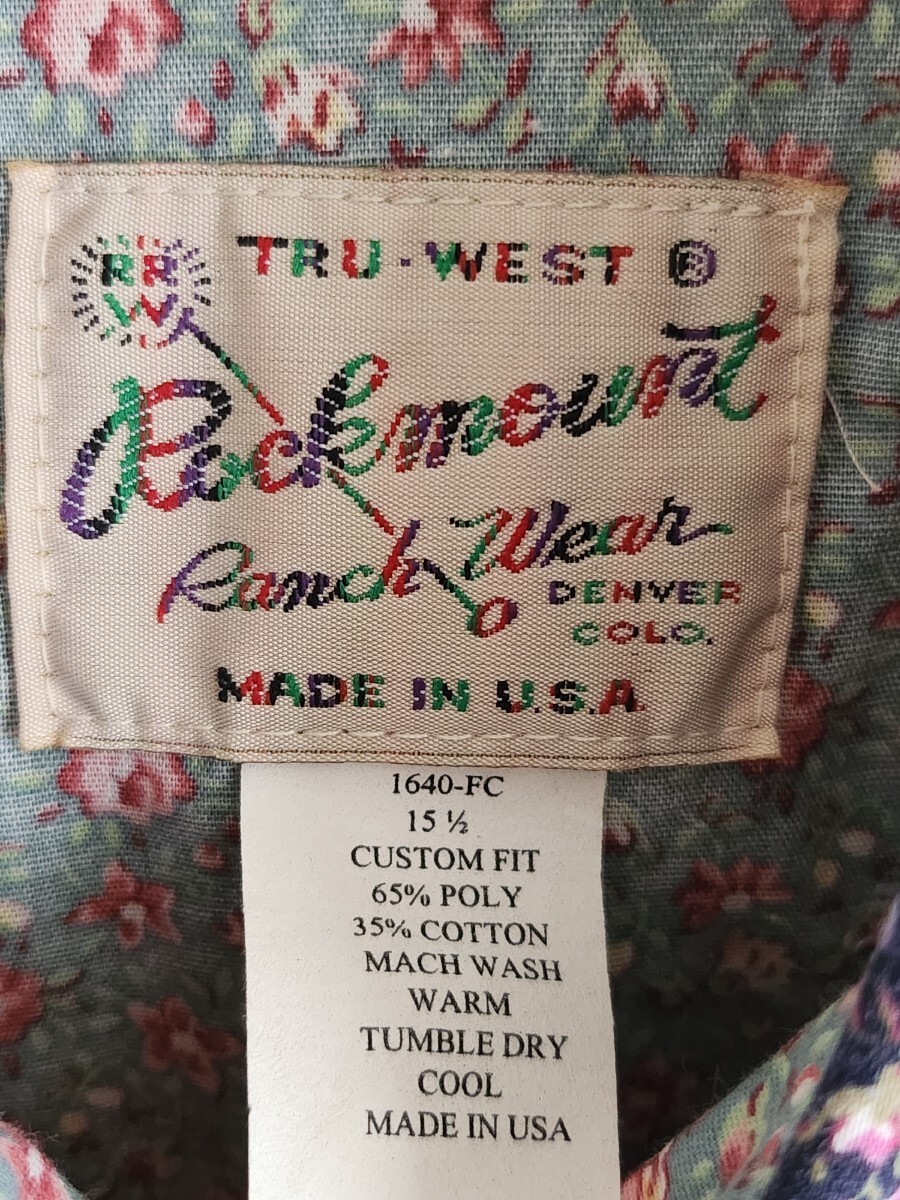 RR
W
TRU-WEST ®
Rockmount
Ranch Wear
DENVER
COLO.
MADE IN U.S.A.
1640-FC
15 ½
CUSTOM FIT
65% POLY
35% COTTON
MACH WASH
WARM
TUMBLE DRY
COOL
MADE IN USA